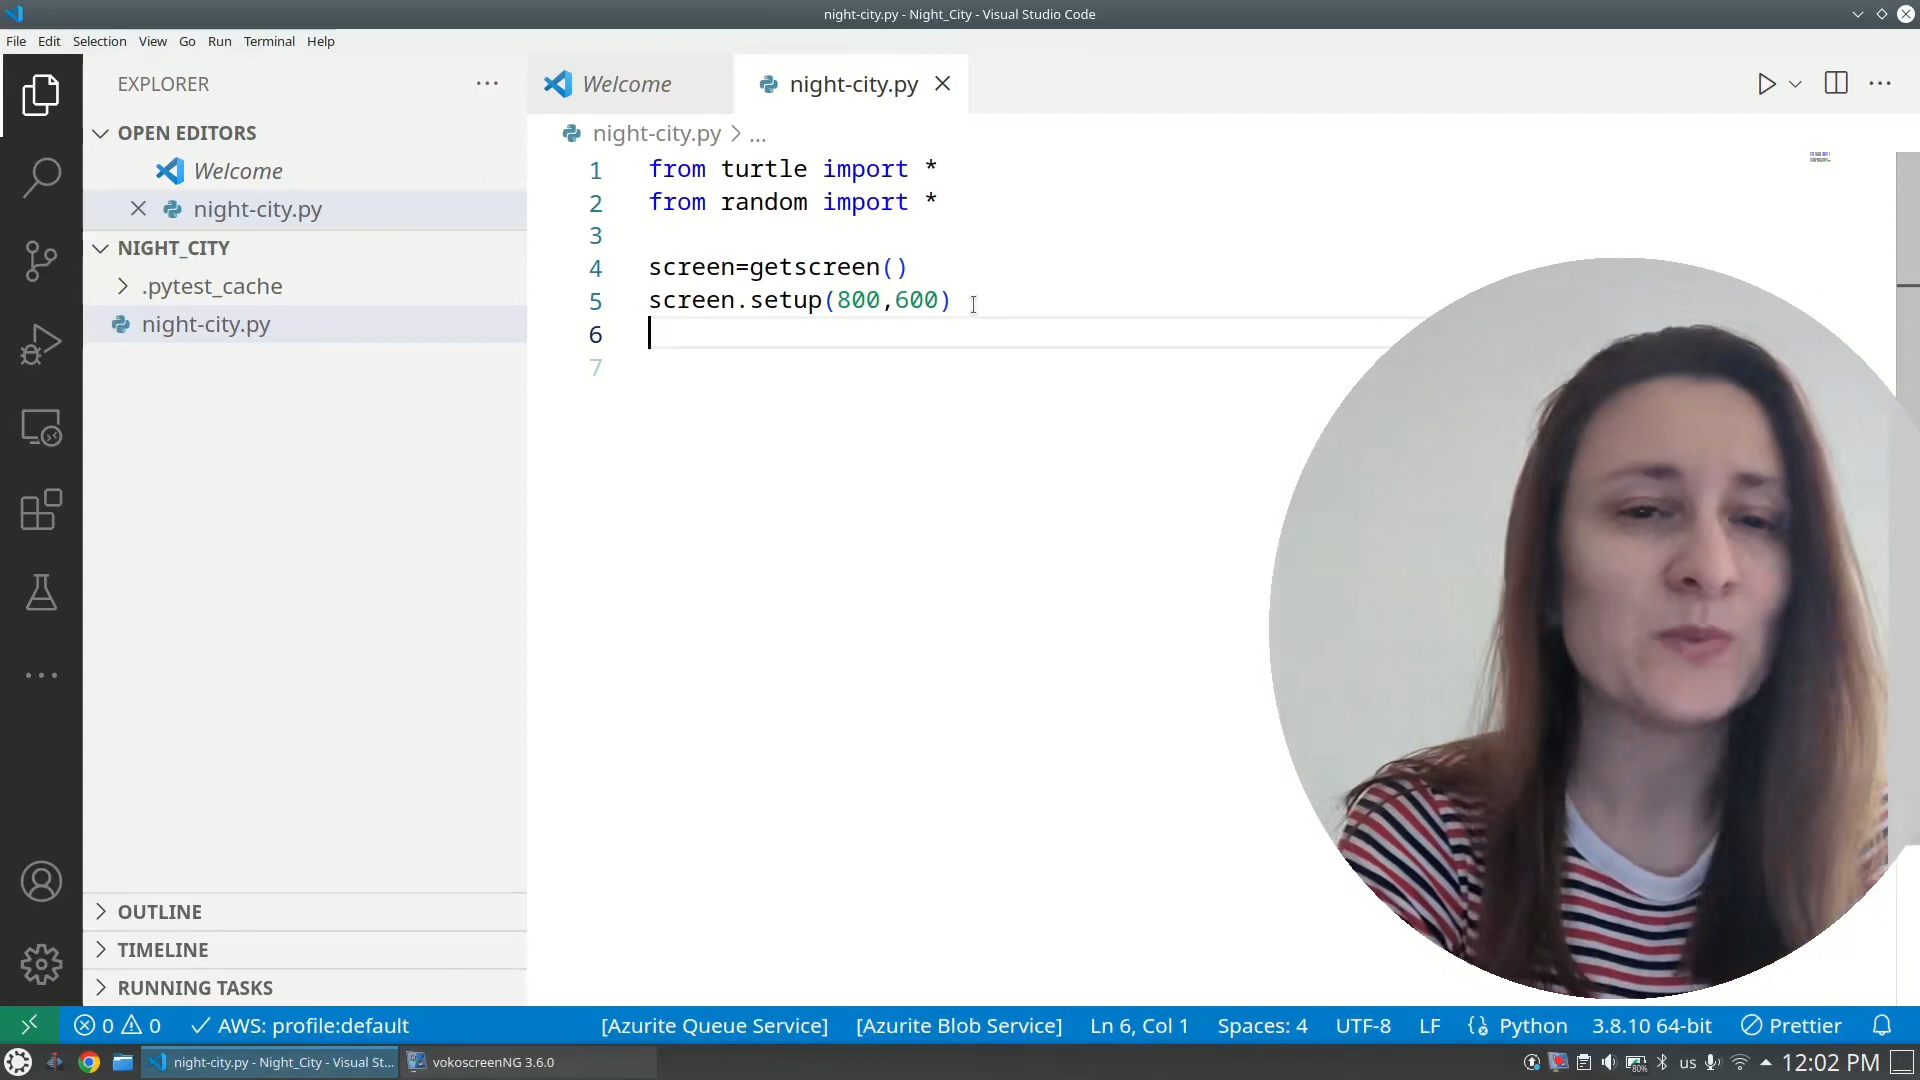 night-city.py - Night_City - Visual Studio Code
File Edit Selection View Go Run Terminal Help
EXPLORER
OPEN EDITORS
Welcome
night-city.py
NIGHT_CITY
.pytest_cache
night-city.py
OUTLINE
TIMELINE
RUNNING TASKS
Welcome
night-city.py
night-city.py > ...
1 from turtle import *
2 from random import *
3
4 screen=getscreen()
5 screen.setup(800,600)
6
7
0 0 AWS: profile:default [Azurite Queue Service] [Azurite Blob Service] Ln 6, Col 1 Spaces: 4 UTF-8 LF Python 3.8.10 64-bit Prettier
night-city.py - Night_City - Visual St... vokoscreenNG 3.6.0 80% us 12:02 PM